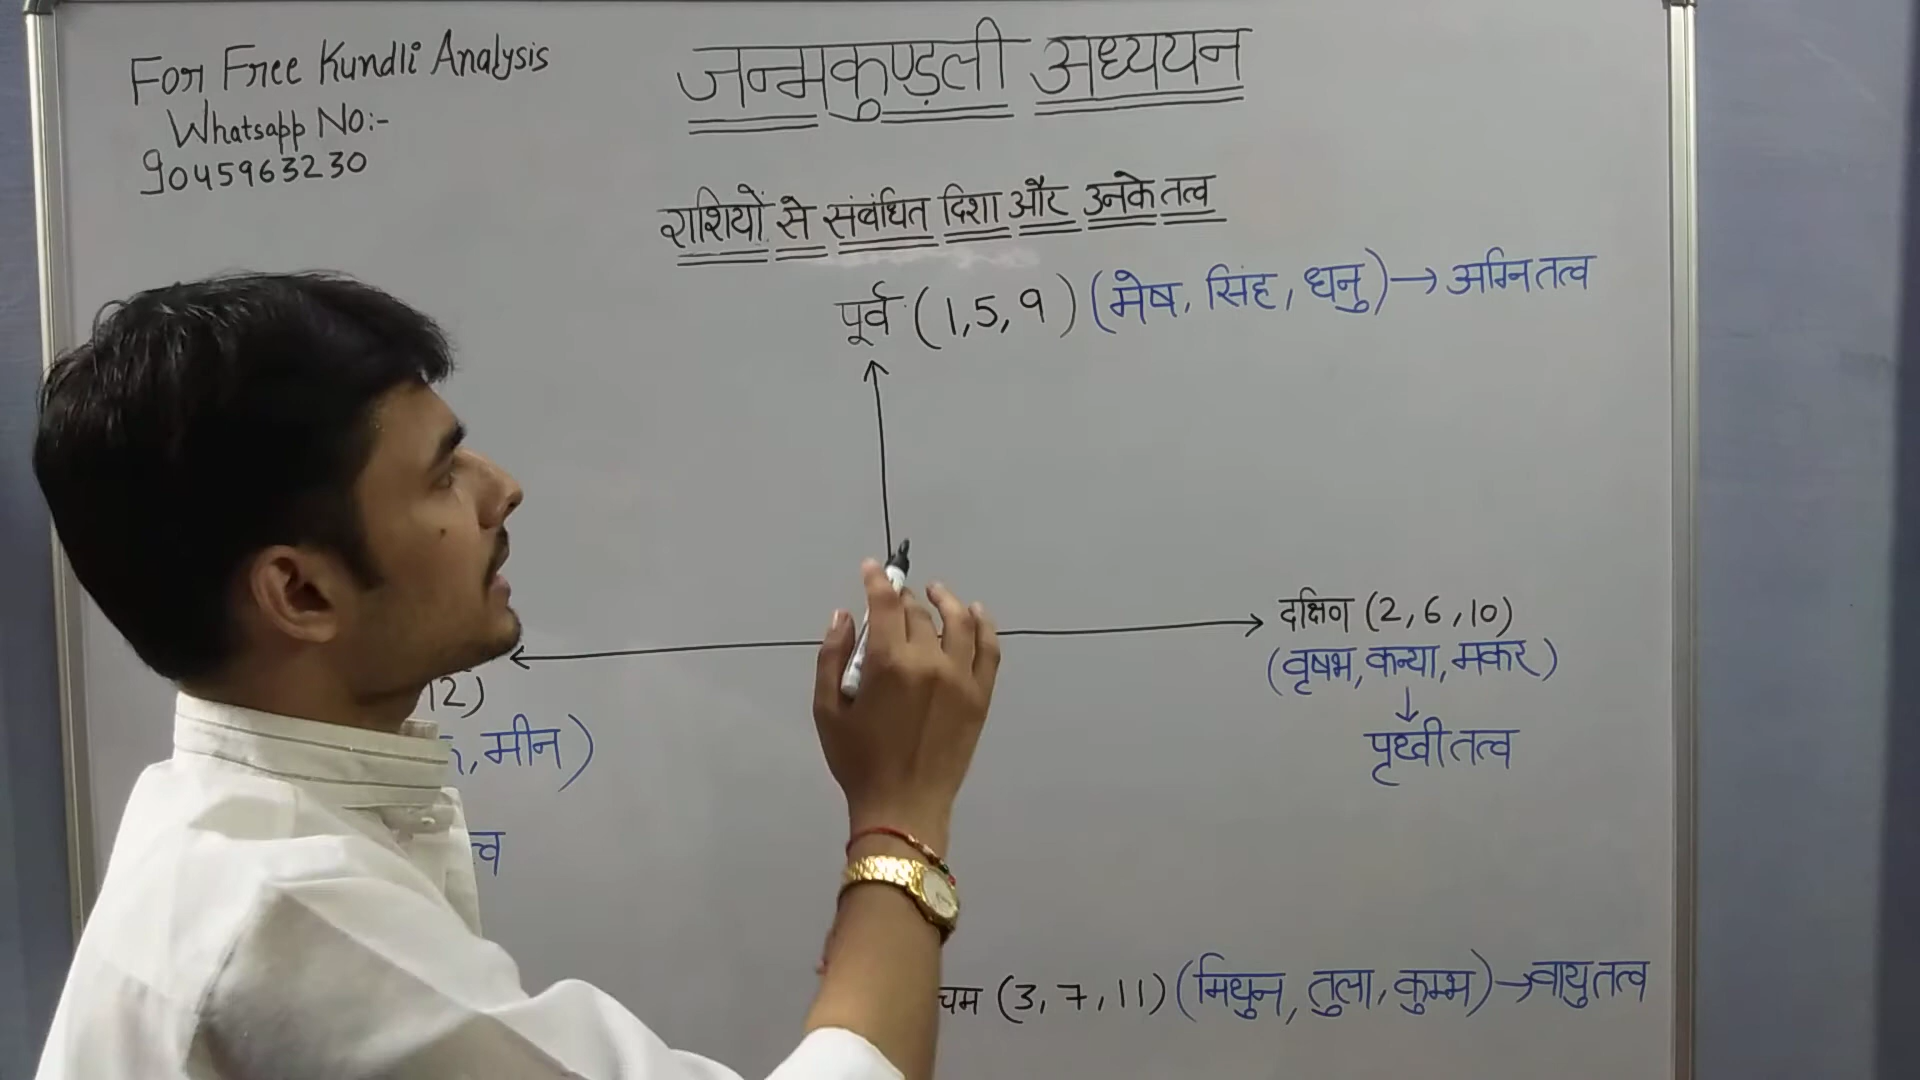 For Free Kundli Analysis
Whatsapp No:-
9045963230
जन्मकुण्ड़ली अध्ययन
राशियों से संबंधित दिशा और उनके तत्व
पूर्व (1,5,9) (मेष, सिंह, धनु) → अग्नि तत्व
दक्षिण (2,6,10)
(वृषभ, कन्या, मकर)
↓
पृथ्वी तत्व
12)
, मीन)
चम (3,7,11) (मिथुन, तुला, कुम्भ) → वायु तत्व